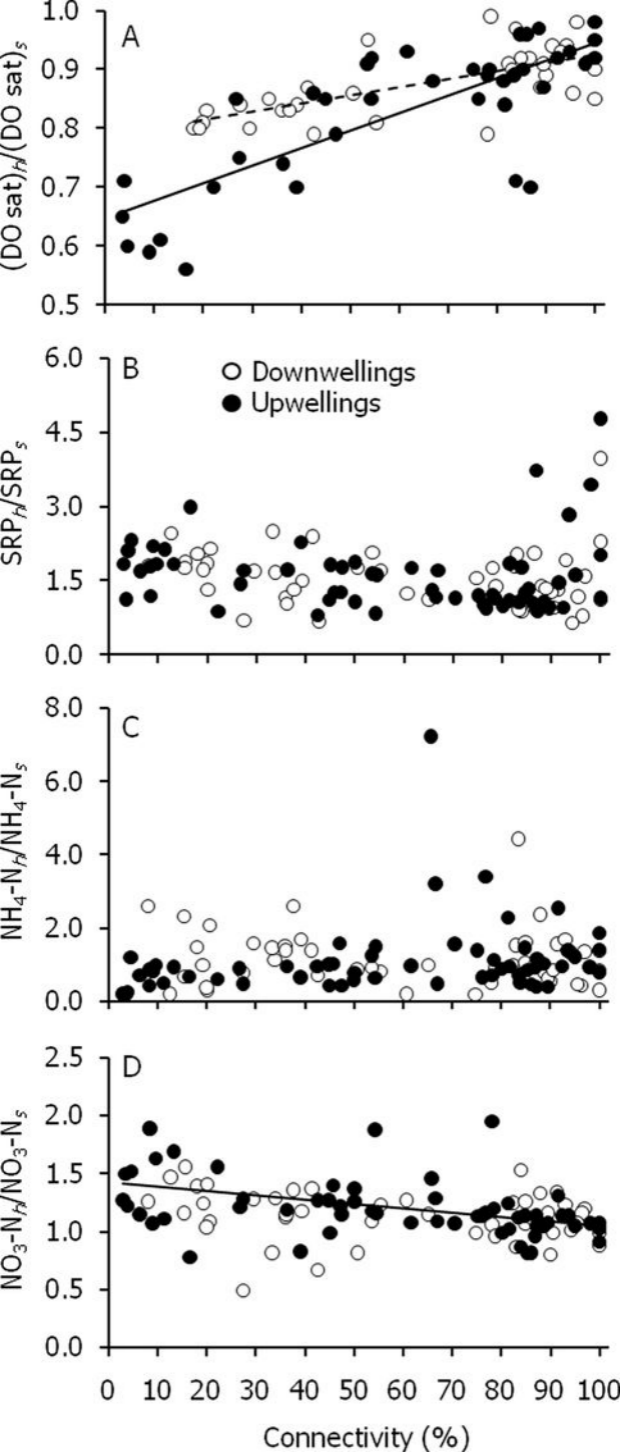 A
(DO sat)h/(DO sat)s
1.0
0.9
0.8
0.7
0.6
0.5
B
Downwellings
Upwellings
SRPh/SRPs
6.0
4.5
3.0
1.5
0.0
C
NH4-Nh/NH4-Ns
8.0
6.0
4.0
2.0
0.0
D
NO3-Nh/NO3-Ns
2.5
2.0
1.5
1.0
0.5
0.0
0 10 20 30 40 50 60 70 80 90 100
Connectivity (%)